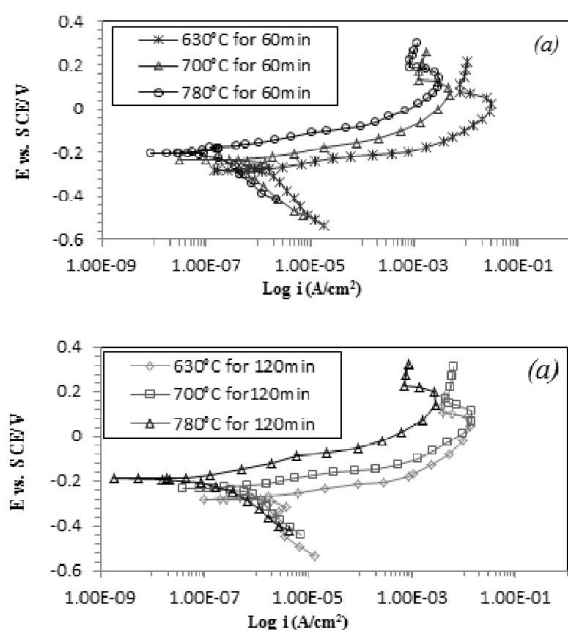 (a)
630°C for 60min
700°C for 60min
780°C for 60min
0.4
0.2
0
-0.2
-0.4
-0.6
E vs. SCE/V
1.00E-09 1.00E-07 1.00E-05 1.00E-03 1.00E-01
Log i (A/cm²)
(a)
630°C for 120min
700°C for120min
780°C for 120min
0.4
0.2
0
-0.2
-0.4
-0.6
E vs. SCE/V
1.00E-09 1.00E-07 1.00E-05 1.00E-03 1.00E-01
Log i (A/cm²)